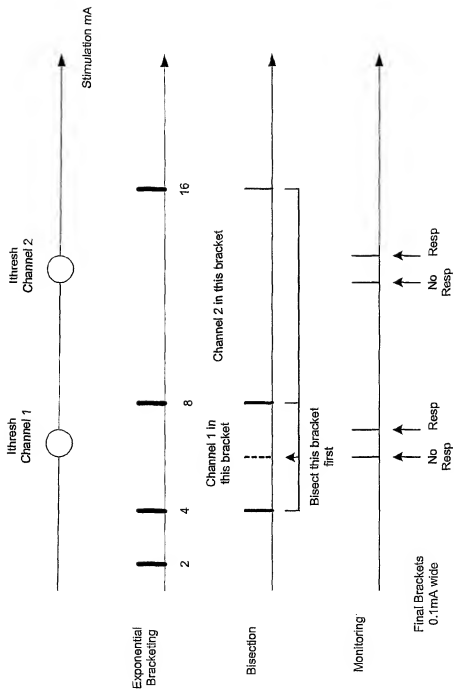 Ithresh
Channel 1
Ithresh
Channel 2
Stimulation mA
Exponential
Bracketing
2
4
8
16
Bisection
Channel 1 in
this bracket
Channel 2 in this bracket
Bisect this bracket
first
Monitoring
No
Resp
Resp
No
Resp
Resp
Final Brackets
0.1mA wide